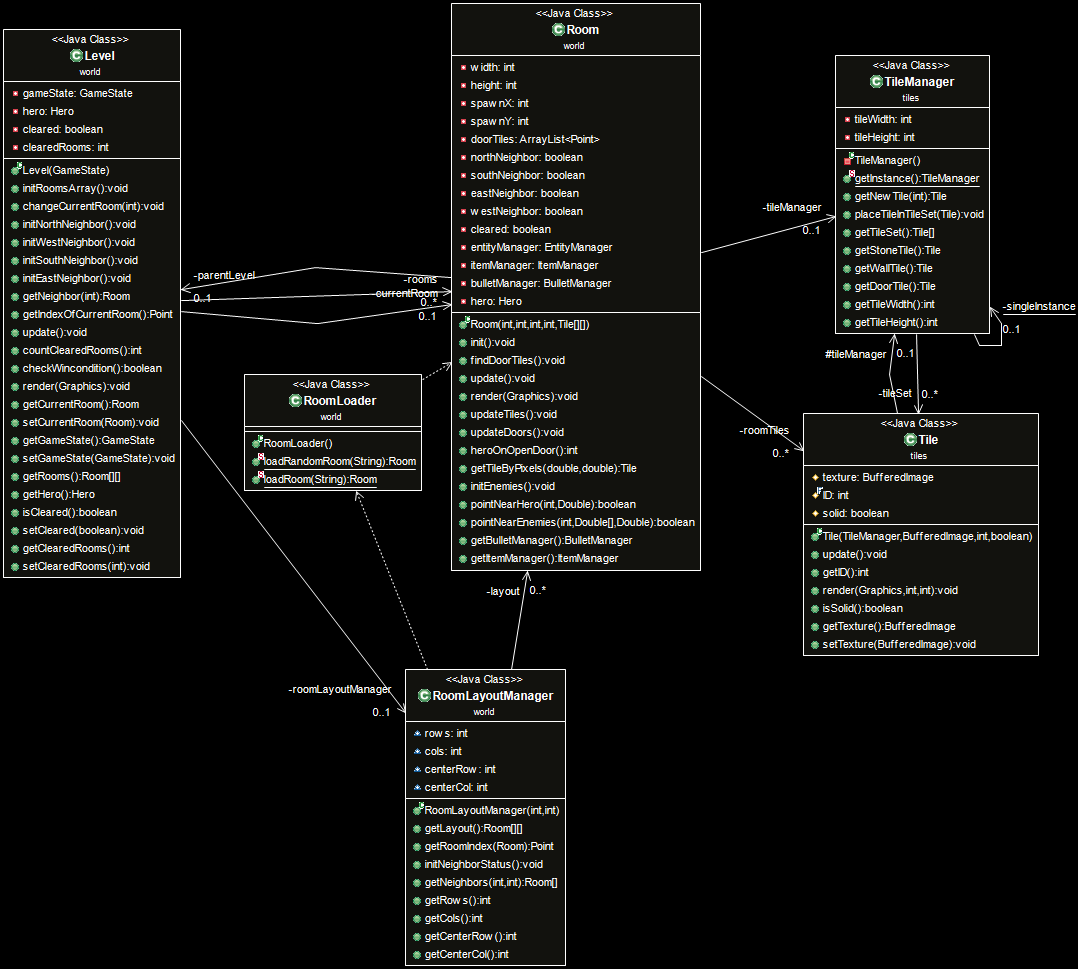 <<Java Class>>
Level
world
gameState: GameState
hero: Hero
cleared: boolean
clearedRooms: int
Level(GameState)
initRoomsArray():void
changeCurrentRoom(int):void
initNorthNeighbor():void
initWestNeighbor():void
initSouthNeighbor():void
initEastNeighbor():void
getNeighbor(int):Room
getIndexOfCurrentRoom():Point
update():void
countClearedRooms():int
checkWincondition():boolean
render(Graphics):void
getCurrentRoom():Room
setCurrentRoom(Room):void
getGameState():GameState
setGameState(GameState):void
getRooms():Room[][]
getHero():Hero
isCleared():boolean
setCleared(boolean):void
getClearedRooms():int
setClearedRooms(int):void
-parentLevel
0..1
-rooms
0..*
-currentRoom
0..1
<<Java Class>>
Room
world
width: int
height: int
spawnX: int
spawnY: int
doorTiles: ArrayList<Point>
northNeighbor: boolean
southNeighbor: boolean
eastNeighbor: boolean
westNeighbor: boolean
cleared: boolean
entityManager: EntityManager
itemManager: ItemManager
bulletManager: BulletManager
hero: Hero
Room(int,int,int,int,Tile[][])
init():void
findDoorTiles():void
update():void
render(Graphics):void
updateTiles():void
updateDoors():void
heroOnOpenDoor():int
getTileByPixels(double,double):Tile
initEnemies():void
pointNearHero(int,Double):boolean
pointNearEnemies(int,Double[],Double):boolean
getBulletManager():BulletManager
getItemManager():ItemManager
<<Java Class>>
RoomLoader
world
RoomLoader()
loadRandomRoom(String):Room
loadRoom(String):Room
-tileManager
0..1
<<Java Class>>
TileManager
tiles
tileWidth: int
tileHeight: int
TileManager()
getInstance():TileManager
getNewTile(int):Tile
placeTileInTileSet(Tile):void
getTileSet():Tile[]
getStoneTile():Tile
getWallTile():Tile
getDoorTile():Tile
getTileWidth():int
getTileHeight():int
-singleInstance
0..1
#tileManager
0..1
-tileSet
0..*
-roomTiles
0..*
<<Java Class>>
Tile
tiles
texture: BufferedImage
ID: int
solid: boolean
Tile(TileManager,BufferedImage,int,boolean)
update():void
getID():int
render(Graphics,int,int):void
isSolid():boolean
getTexture():BufferedImage
setTexture(BufferedImage):void
-layout
0..*
-roomLayoutManager
0..1
<<Java Class>>
RoomLayoutManager
world
rows: int
cols: int
centerRow: int
centerCol: int
RoomLayoutManager(int,int)
getLayout():Room[][]
getRoomIndex(Room):Point
initNeighborStatus():void
getNeighbors(int,int):Room[]
getRows():int
getCols():int
getCenterRow():int
getCenterCol():int